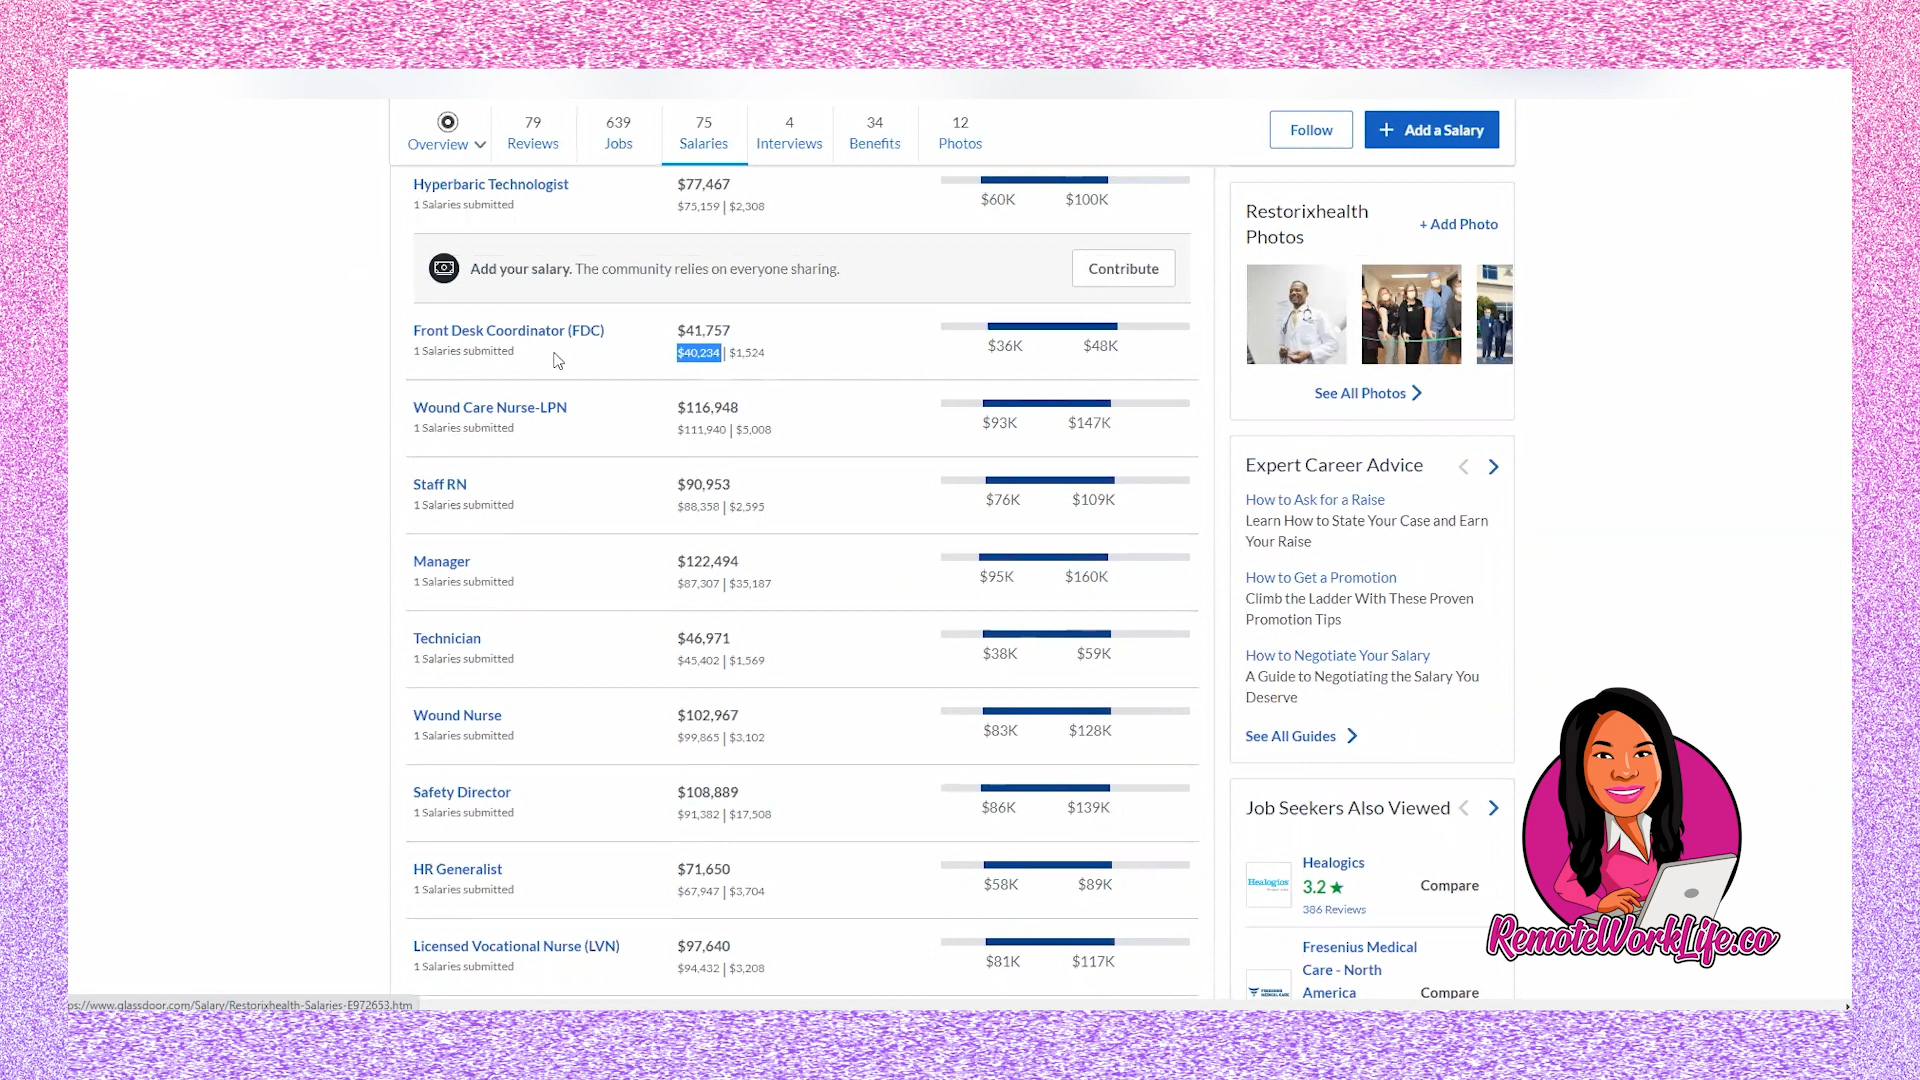 Overview
79
Reviews
639
Jobs
75
Salaries
4
Interviews
34
Benefits
12
Photos
Follow
+ Add a Salary
Hyperbaric Technologist
1 Salaries submitted
$77,467
$75,159 | $2,308
$60K
$100K
Add your salary. The community relies on everyone sharing.
Contribute
Front Desk Coordinator (FDC)
1 Salaries submitted
$41,757
$40,234 | $1,524
$36K
$48K
Wound Care Nurse-LPN
1 Salaries submitted
$116,948
$111,940 | $5,008
$93K
$147K
Staff RN
1 Salaries submitted
$90,953
$88,358 | $2,595
$76K
$109K
Manager
1 Salaries submitted
$122,494
$87,307 | $35,187
$95K
$160K
Technician
1 Salaries submitted
$46,971
$45,402 | $1,569
$38K
$59K
Wound Nurse
1 Salaries submitted
$102,967
$99,865 | $3,102
$83K
$128K
Safety Director
1 Salaries submitted
$108,889
$91,382 | $17,508
$86K
$139K
HR Generalist
1 Salaries submitted
$71,650
$67,947 | $3,704
$58K
$89K
Licensed Vocational Nurse (LVN)
1 Salaries submitted
$97,640
$94,432 | $3,208
$81K
$117K
Restorixhealth
Photos
+ Add Photo
See All Photos
Expert Career Advice
How to Ask for a Raise
Learn How to State Your Case and Earn
Your Raise
How to Get a Promotion
Climb the Ladder With These Proven
Promotion Tips
How to Negotiate Your Salary
A Guide to Negotiating the Salary You
Deserve
See All Guides
Job Seekers Also Viewed
Healogics
Healogics
3.2 ★
386 Reviews
Compare
Fresenius Medical
Care - North
America
Compare
RemoteWorkLife.co
ps://www.glassdoor.com/Salary/Restorixhealth-Salaries-E972653.htm